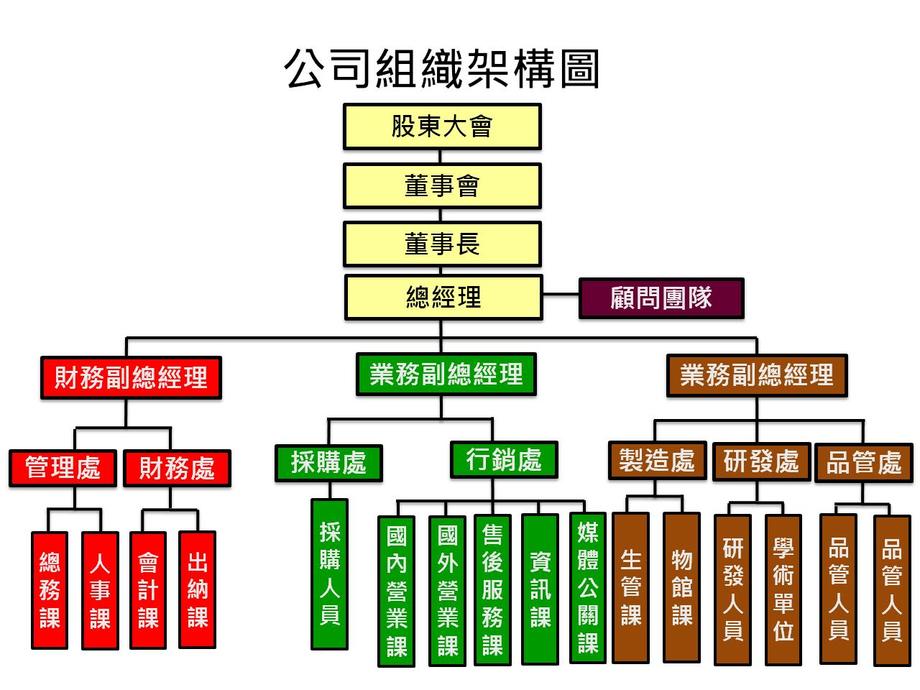 公司組織架構圖
股東大會
董事會
董事長
總經理
顧問團隊
財務副總經理
業務副總經理
業務副總經理
管理處
財務處
採購處
行銷處
製造處
研發處
品管處
總務課
人事課
會計課
出納課
採購人員
國內營業課
國外營業課
售後服務課
資訊課
媒體公關課
生管課
物館課
研發人員
學術單位
品管人員
品管人員